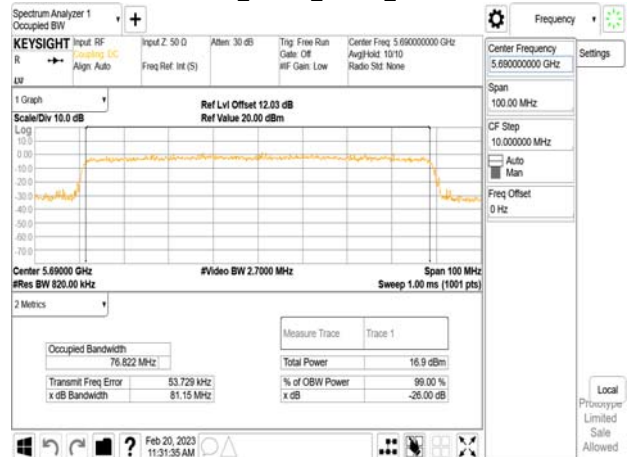 Spectrum Analyzer 1
Occupied BW
Frequency
KEYSIGHT
Input: RF
Coupling: DC
Align: Auto
Input Z: 50 Ω
Freq Ref: Int (S)
Atten: 30 dB
Trig: Free Run
Gate: Off
#IF Gain: Low
Center Freq: 5.690000000 GHz
Avg|Hold: 10/10
Radio Std: None
R
Center Frequency
5.690000000 GHz
Settings
Span
100.00 MHz
CF Step
10.000000 MHz
Auto
Man
Freq Offset
0 Hz
1 Graph
Scale/Div 10.0 dB
Ref Lvl Offset 12.03 dB
Ref Value 20.00 dBm
Log
10.0
0.00
-10.0
-20.0
-30.0
-40.0
-50.0
-60.0
-70.0
Center 5.69000 GHz
#Video BW 2.7000 MHz
Span 100 MHz
#Res BW 820.00 kHz
Sweep 1.00 ms (1001 pts)
2 Metrics
Measure Trace
Trace 1
Occupied Bandwidth
76.822 MHz
Total Power
16.9 dBm
Transmit Freq Error
53.729 kHz
% of OBW Power
99.00 %
x dB Bandwidth
81.15 MHz
x dB
-26.00 dB
Local
Prototype
Limited
Sale
Allowed
Feb 20, 2023
11:31:35 AM